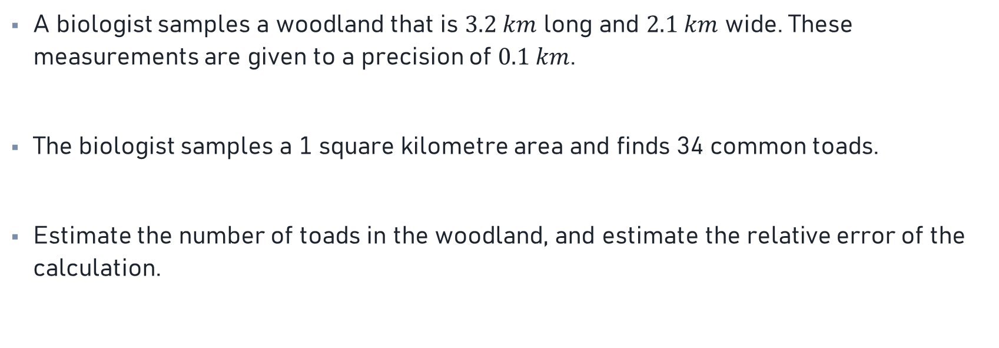 ▪ A biologist samples a woodland that is 3.2 km long and 2.1 km wide. These
measurements are given to a precision of 0.1 km.
▪ The biologist samples a 1 square kilometre area and finds 34 common toads.
▪ Estimate the number of toads in the woodland, and estimate the relative error of the
calculation.